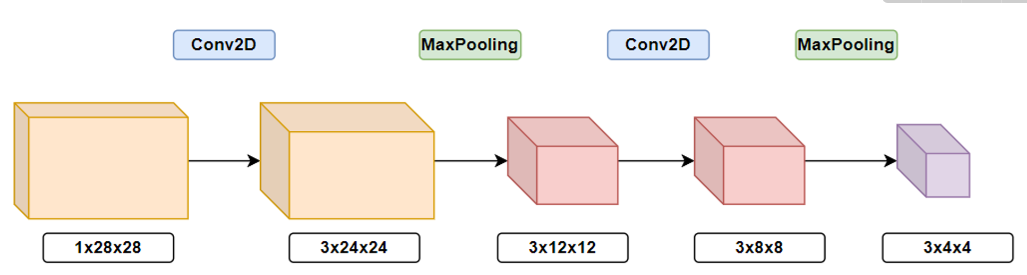 Conv2D
MaxPooling
Conv2D
MaxPooling
1x28x28
3x24x24
3x12x12
3x8x8
3x4x4